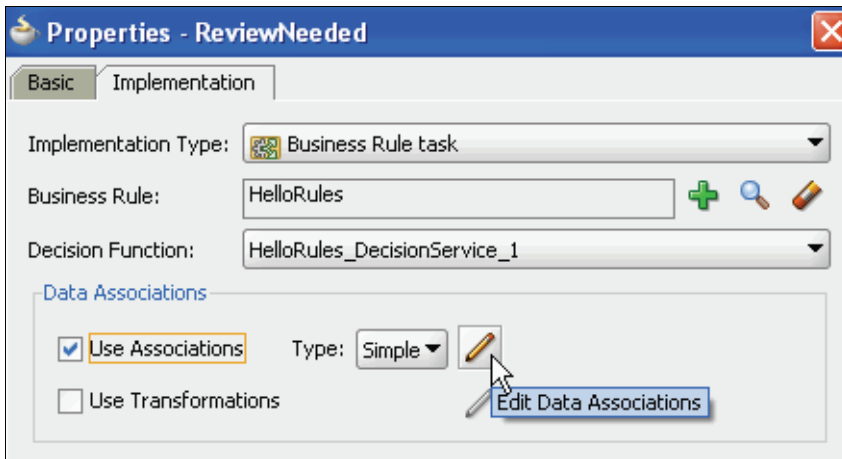 Properties - ReviewNeeded
Basic Implementation
Implementation Type: Business Rule task
Business Rule: HelloRules
Decision Function: HelloRules_DecisionService_1
Data Associations
Use Associations Type: Simple
Use Transformations Edit Data Associations